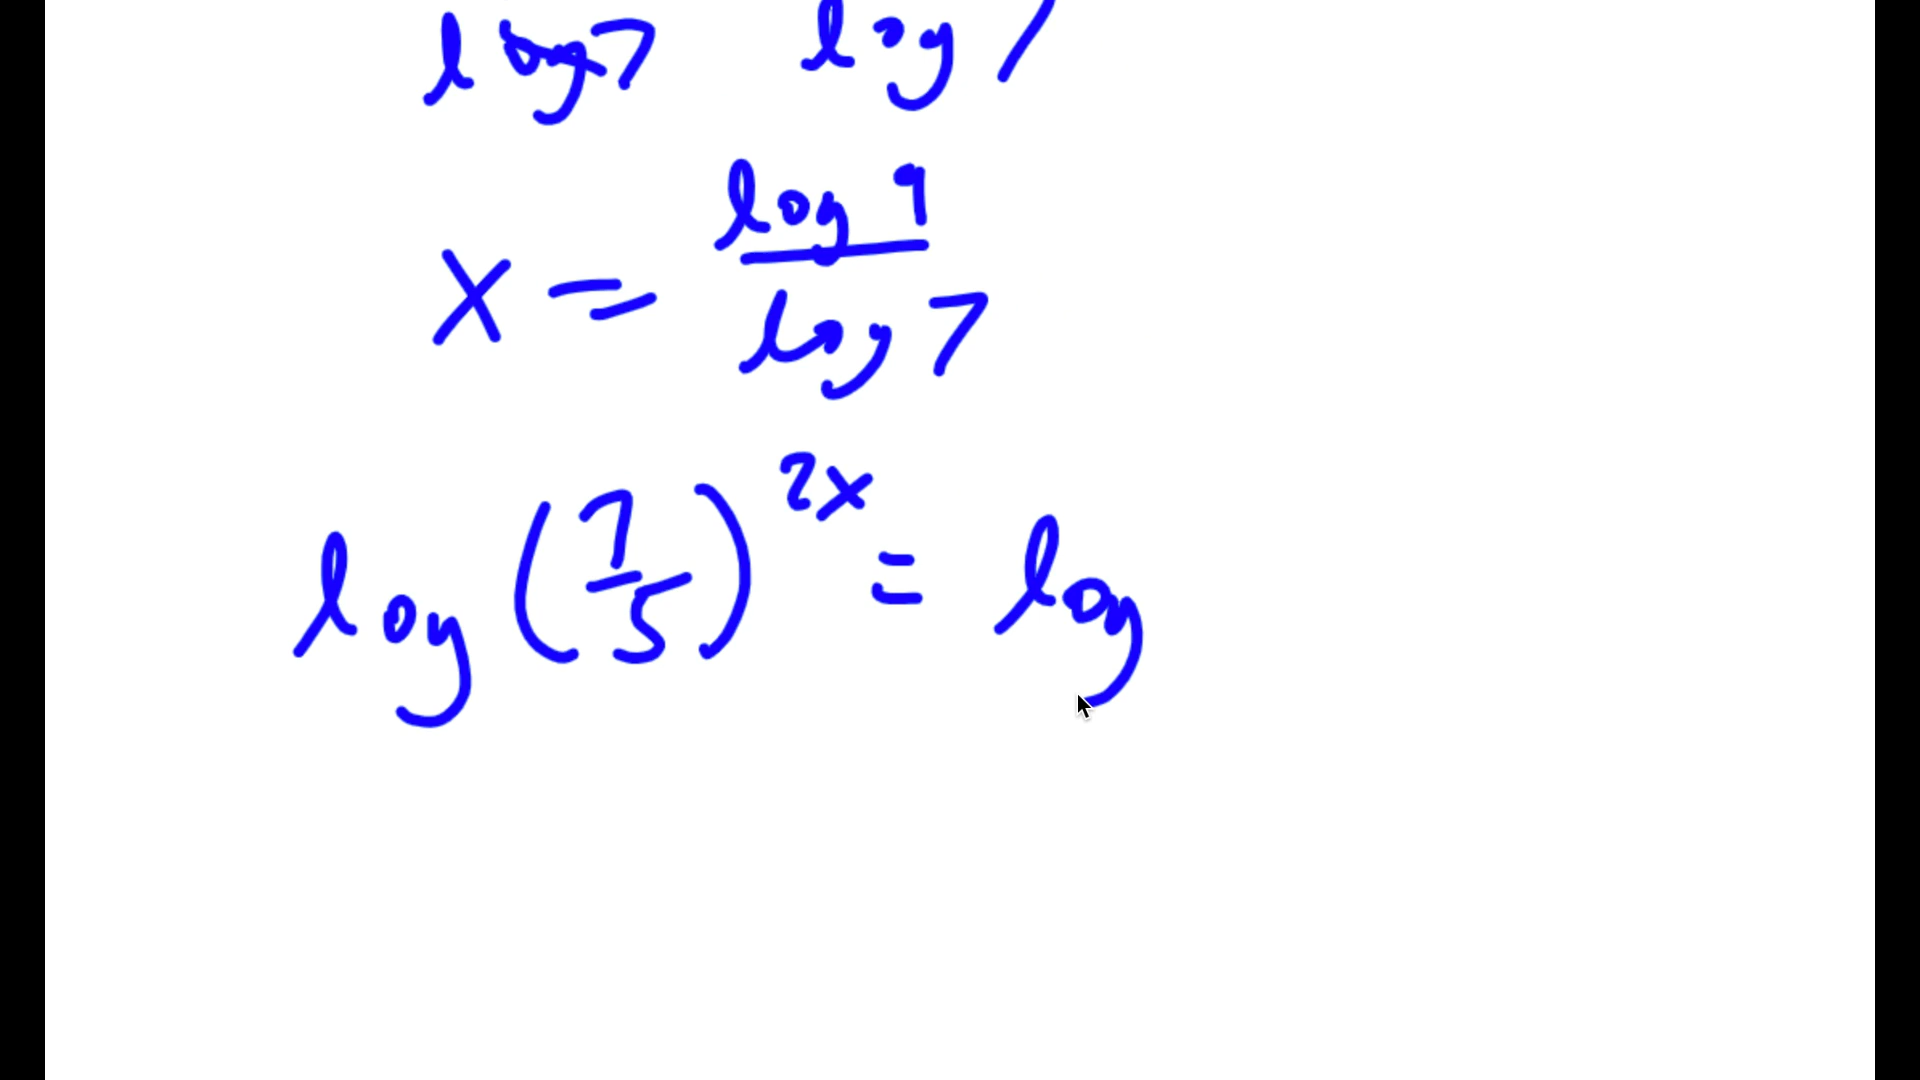 log 7 log 7
x = log 9 / log 7
log (7/5)^2x = log